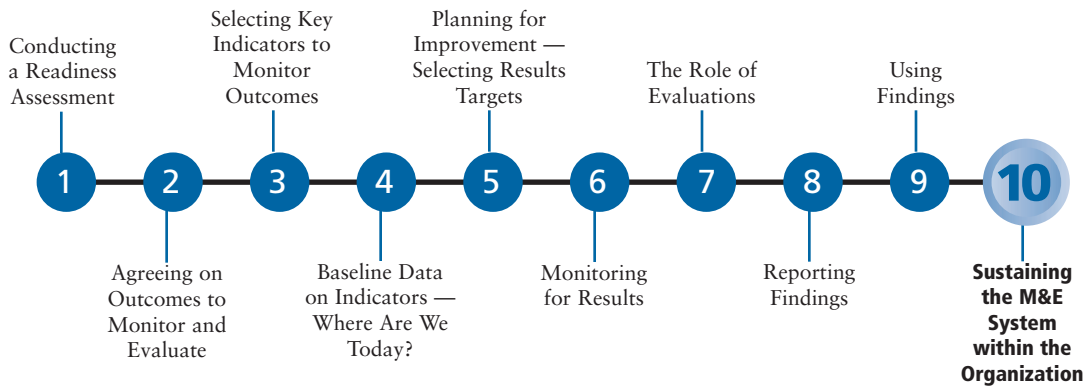 1
Conducting
a Readiness
Assessment
2
Agreeing on
Outcomes to
Monitor and
Evaluate
3
Selecting Key
Indicators to
Monitor
Outcomes
4
Baseline Data
on Indicators —
Where Are We
Today?
5
Planning for
Improvement —
Selecting Results
Targets
6
Monitoring
for Results
7
The Role of
Evaluations
8
Reporting
Findings
9
Using
Findings
10
Sustaining
the M&E
System
within the
Organization